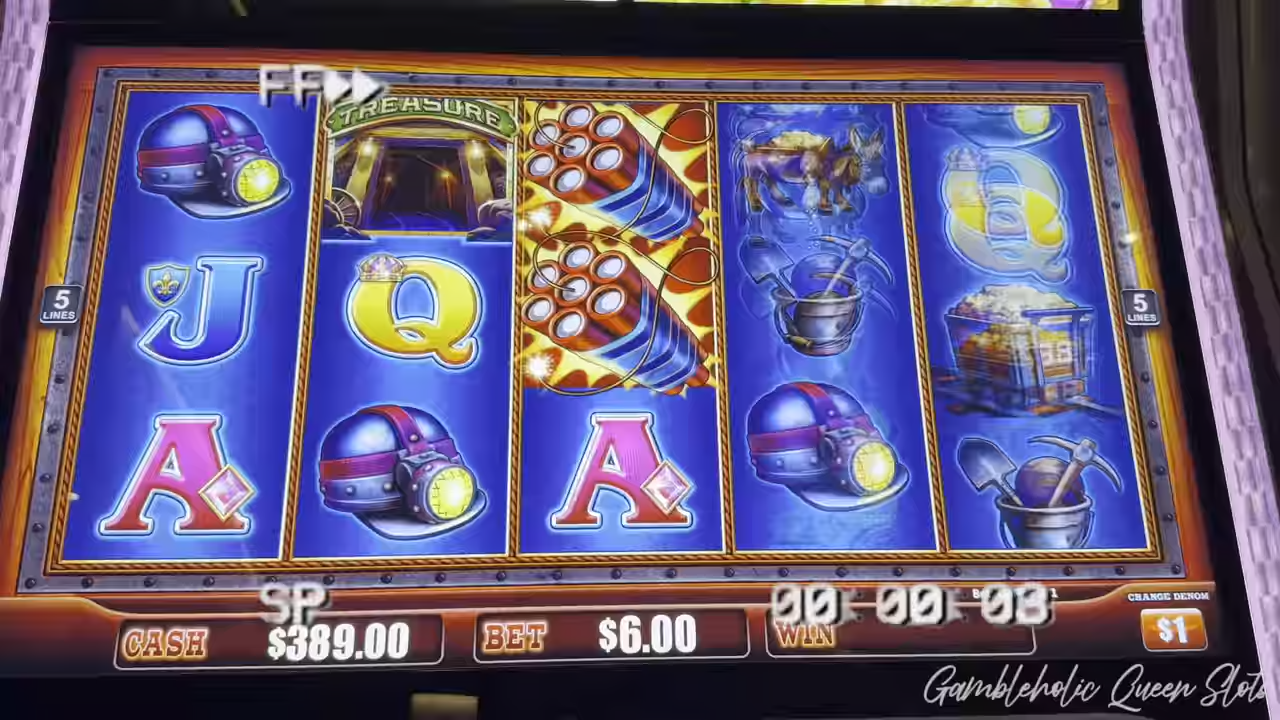 FF
TREASURE
J
Q
A
A
Q
5
LINES
5
LINES
SP
00:00:03
CHANGE DENOM
CASH
$389.00
BET
$6.00
WIN
$1
Gambleholic Queen Slots